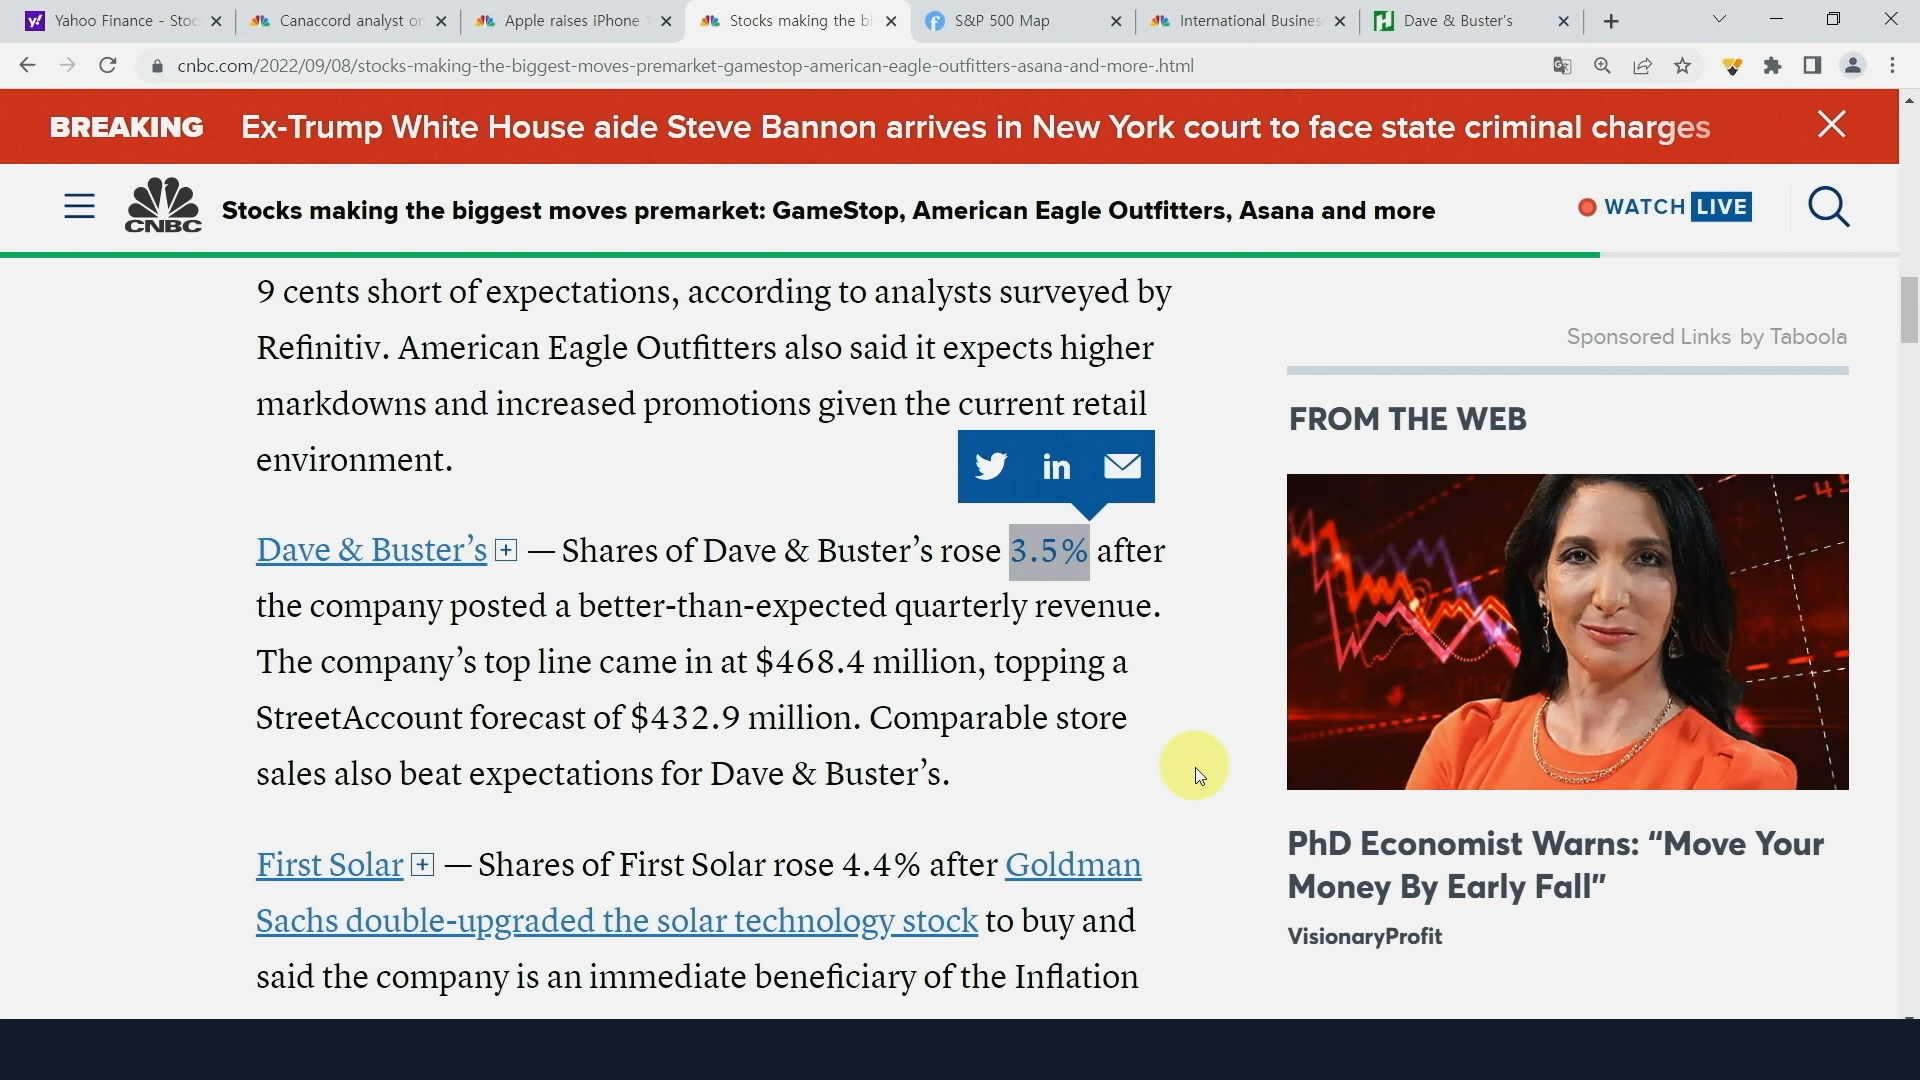 Yahoo Finance - Stoc
Canaccord analyst on
Apple raises iPhone 1
Stocks making the bi
S&P 500 Map
International Busines
Dave & Buster's
cnbc.com/2022/09/08/stocks-making-the-biggest-moves-premarket-gamestop-american-eagle-outfitters-asana-and-more-.html
BREAKING Ex-Trump White House aide Steve Bannon arrives in New York court to face state criminal charges
CNBC
Stocks making the biggest moves premarket: GameStop, American Eagle Outfitters, Asana and more
WATCH LIVE
9 cents short of expectations, according to analysts surveyed by
Refinitiv. American Eagle Outfitters also said it expects higher
markdowns and increased promotions given the current retail
environment.
in
Dave & Buster’s + — Shares of Dave & Buster’s rose 3.5% after
the company posted a better-than-expected quarterly revenue.
The company’s top line came in at $468.4 million, topping a
StreetAccount forecast of $432.9 million. Comparable store
sales also beat expectations for Dave & Buster’s.
First Solar + — Shares of First Solar rose 4.4% after Goldman
Sachs double-upgraded the solar technology stock to buy and
said the company is an immediate beneficiary of the Inflation
Sponsored Links by Taboola
FROM THE WEB
PhD Economist Warns: “Move Your
Money By Early Fall”
VisionaryProfit